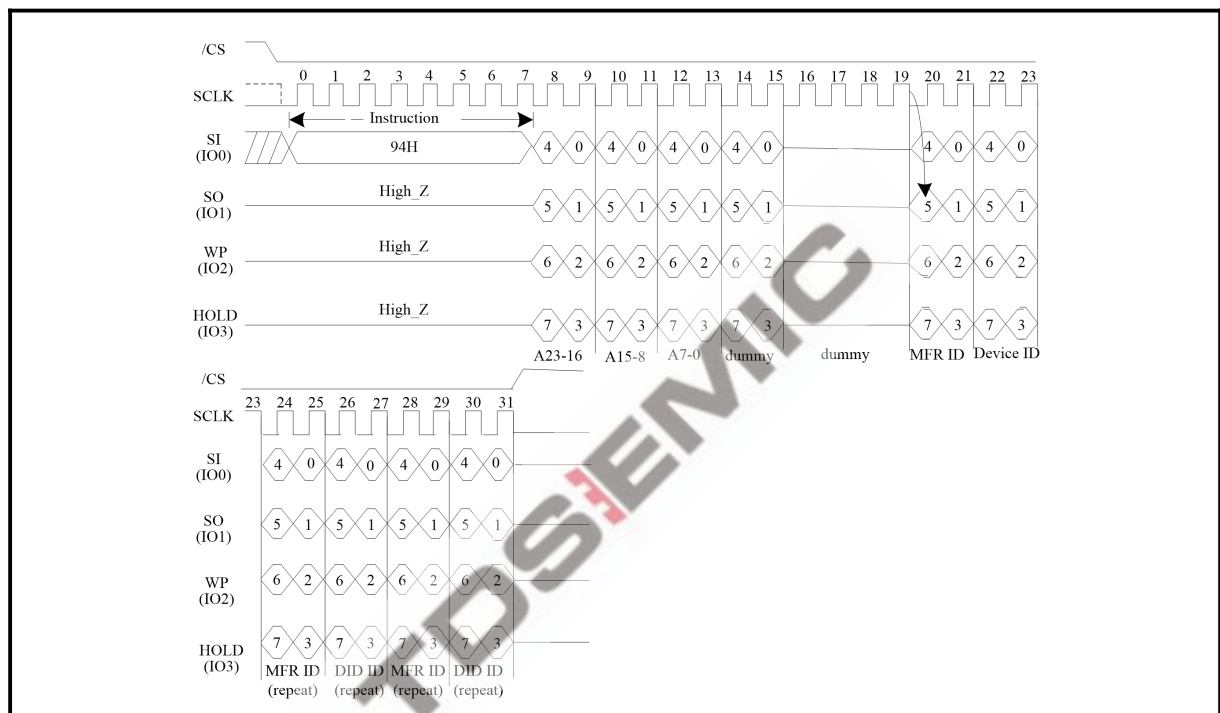 /CS
0 1 2 3 4 5 6 7 8 9 10 11 12 13 14 15 16 17 18 19 20 21 22 23
SCLK
Instruction
SI
(IO0)
94H
4 0 4 0 4 0 4 0 4 0 4 0
SO
(IO1)
High_Z
5 1 5 1 5 1 5 1 5 1 5 1
WP
(IO2)
High_Z
6 2 6 2 6 2 6 2 6 2 6 2
HOLD
(IO3)
High_Z
7 3 7 3 7 3 7 3 7 3 7 3
A23-16 A15-8 A7-0 dummy dummy MFR ID Device ID
/CS
23 24 25 26 27 28 29 30 31
SCLK
SI
(IO0)
4 0 4 0 4 0 4 0
SO
(IO1)
5 1 5 1 5 1 5 1
WP
(IO2)
6 2 6 2 6 2 6 2
HOLD
(IO3)
7 3 7 3 7 3 7 3
MFR ID DID ID MFR ID DID ID
(repeat) (repeat) (repeat) (repeat)
TDSEMIC